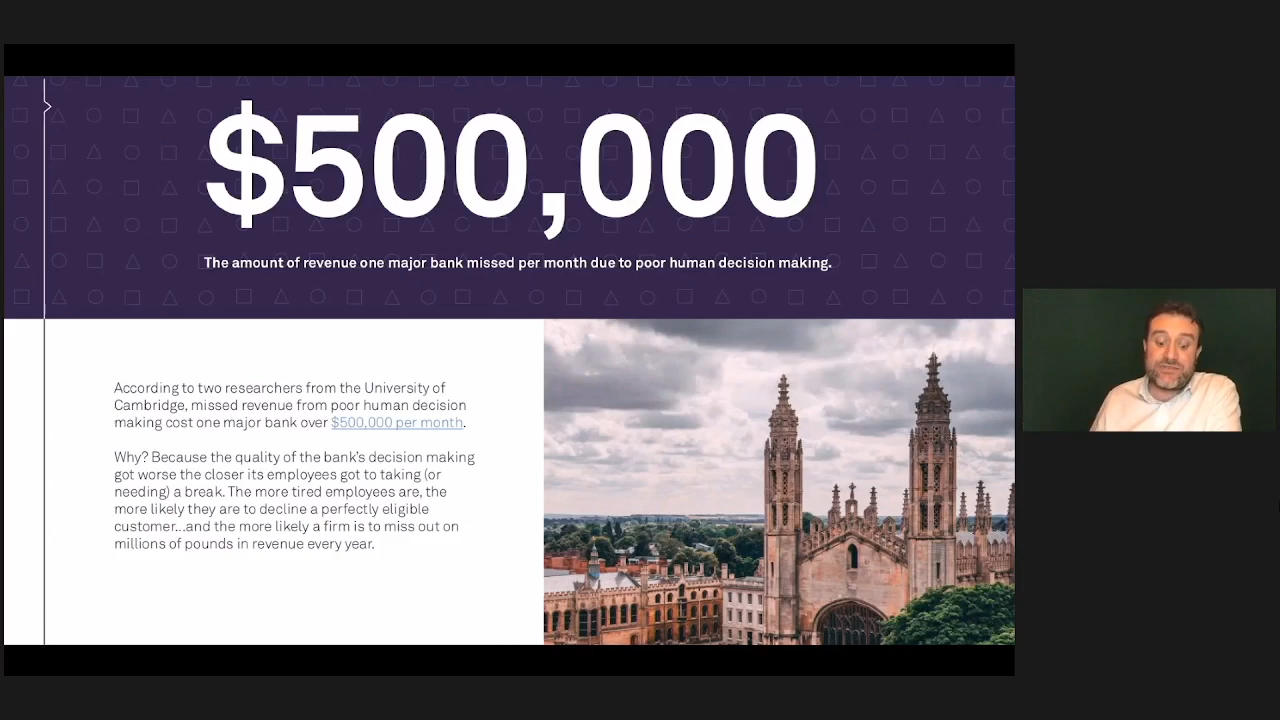 $500,000
The amount of revenue one major bank missed per month due to poor human decision making.
According to two researchers from the University of
Cambridge, missed revenue from poor human decision
making cost one major bank over $500,000 per month.
Why? Because the quality of the bank's decision making
got worse the closer its employees got to taking (or
needing) a break. The more tired employees are, the
more likely they are to decline a perfectly eligible
customer...and the more likely a firm is to miss out on
millions of pounds in revenue every year.